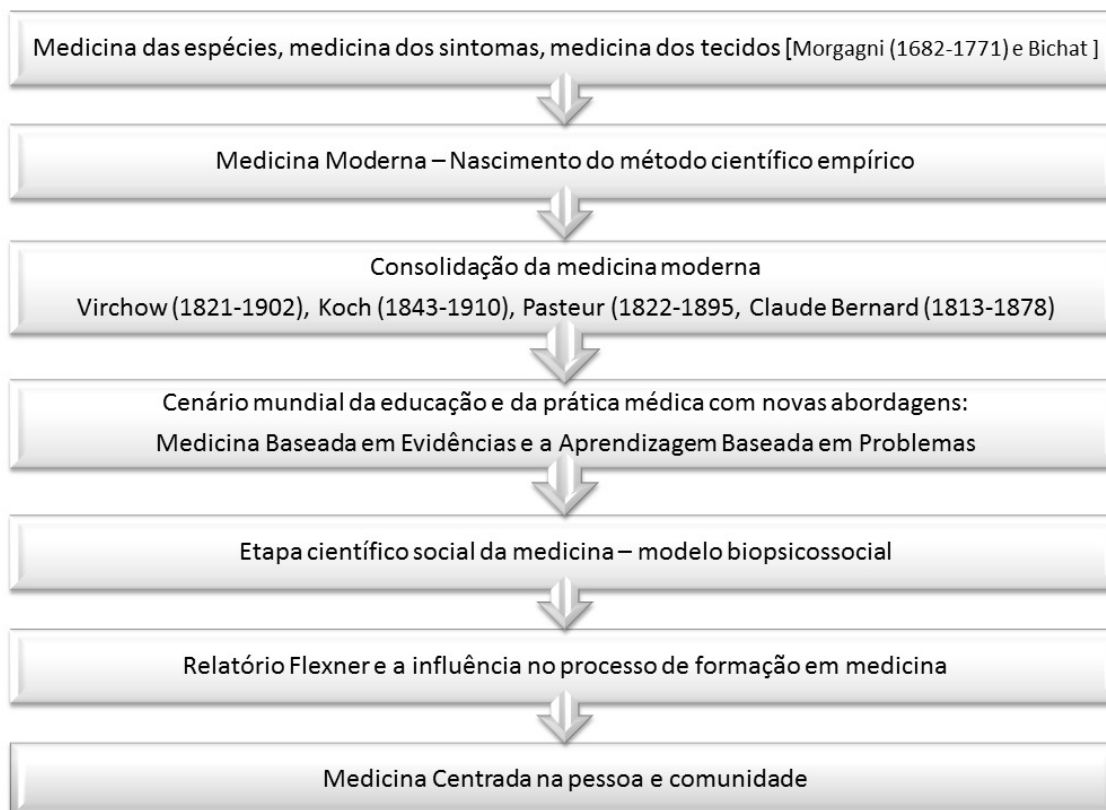 Medicina das espécies, medicina dos sintomas, medicina dos tecidos [Morgagni (1682-1771) e Bichat ]
Medicina Moderna – Nascimento do método científico empírico
Consolidação da medicina moderna
Virchow (1821-1902), Koch (1843-1910), Pasteur (1822-1895, Claude Bernard (1813-1878)
Cenário mundial da educação e da prática médica com novas abordagens:
Medicina Baseada em Evidências e a Aprendizagem Baseada em Problemas
Etapa científico social da medicina – modelo biopsicossocial
Relatório Flexner e a influência no processo de formação em medicina
Medicina Centrada na pessoa e comunidade